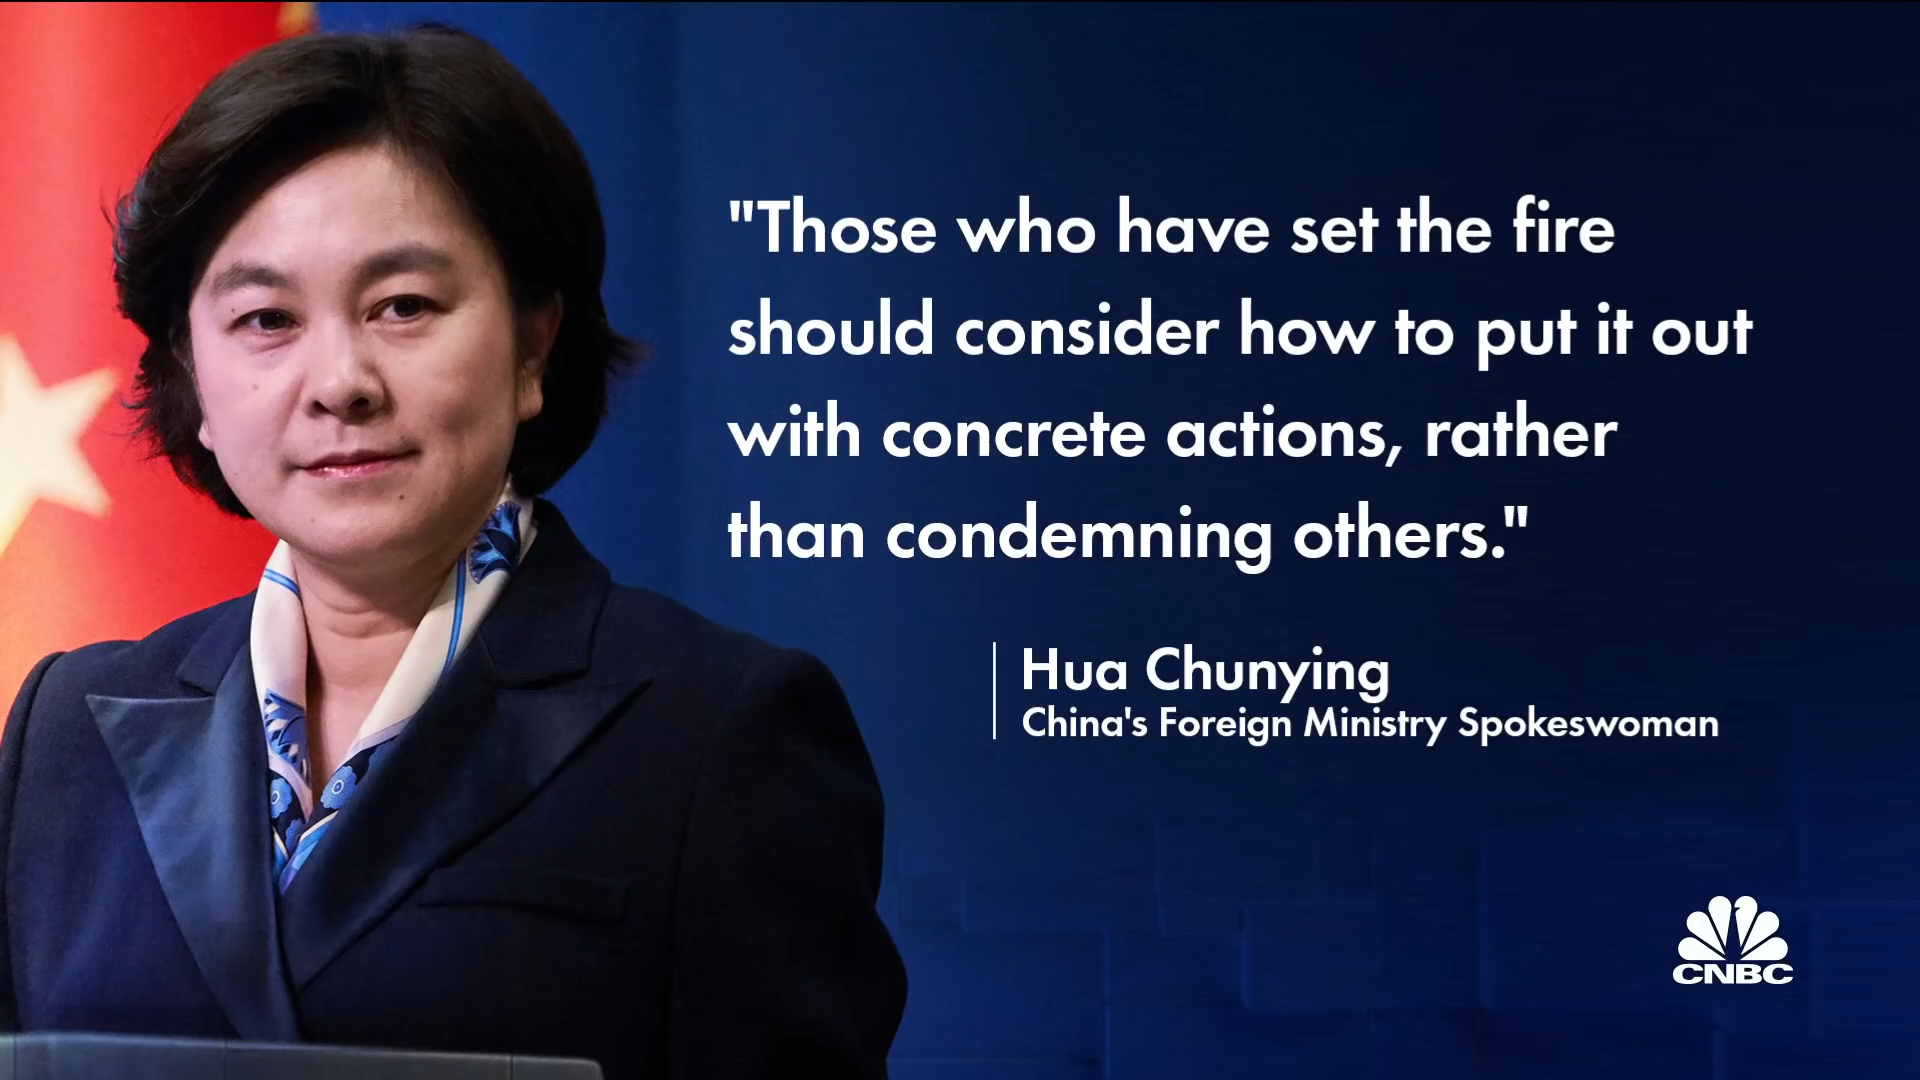 "Those who have set the fire
should consider how to put it out
with concrete actions, rather
than condemning others."
Hua Chunying
China's Foreign Ministry Spokeswoman
CNBC